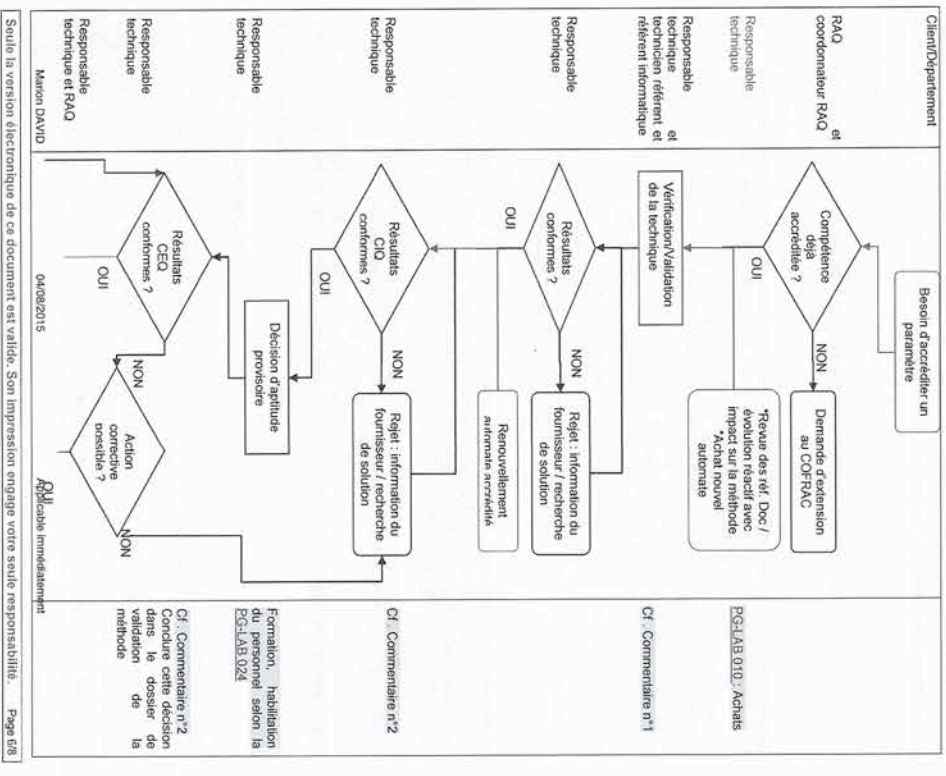 Client/Département
Besoin d'accréditer un
paramètre
RAQ et
coordonnateur RAQ
Compétence
déjà
accréditée ?
NON
Demande d'extension
au COFRAC
OUI
Responsable
technique
*Revue des réf. Doc /
évolution réactif avec
impact sur la méthode
*Achat nouvel
automate
PG-LAB 010 : Achats
Responsable
technique et
technicien référent et
référent informatique
Vérification/Validation
de la technique
Cf . Commentaire n°1
Responsable
technique
Résultats
conformes ?
NON
Rejet : information du
fournisseur / recherche
de solution
OUI
Renouvellement
automate accrédité
Responsable
technique
Résultats
CIQ
conformes ?
NON
Rejet : information du
fournisseur / recherche
de solution
Cf . Commentaire n°2
OUI
Responsable
technique
Décision d'aptitude
provisoire
Formation, habilitation
du personnel selon la
PG-LAB 024
Responsable
technique
Résultats
CEQ
conformes ?
NON
Action
corrective
possible ?
NON
Cf . Commentaire n°2
Conclure cette décision
dans le dossier de
validation de la
méthode
OUI
OUI
Responsable
technique et RAQ
Marion DAVID
04/08/2015
Applicable immédiatement
Seule la version électronique de ce document est valide. Son impression engage votre seule responsabilité.
Page 6/8